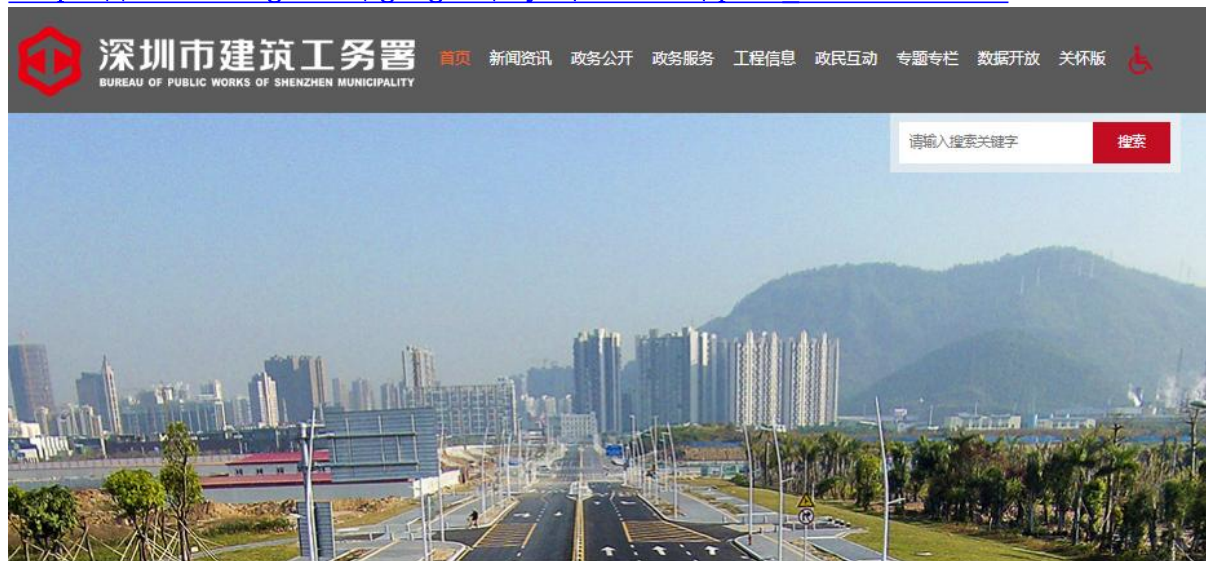 深圳市建筑工务署
BUREAU OF PUBLIC WORKS OF SHENZHEN MUNICIPALITY
首页 新闻资讯 政务公开 政务服务 工程信息 政民互动 专题专栏 数据开放 关怀版
请输入搜索关键字 搜索